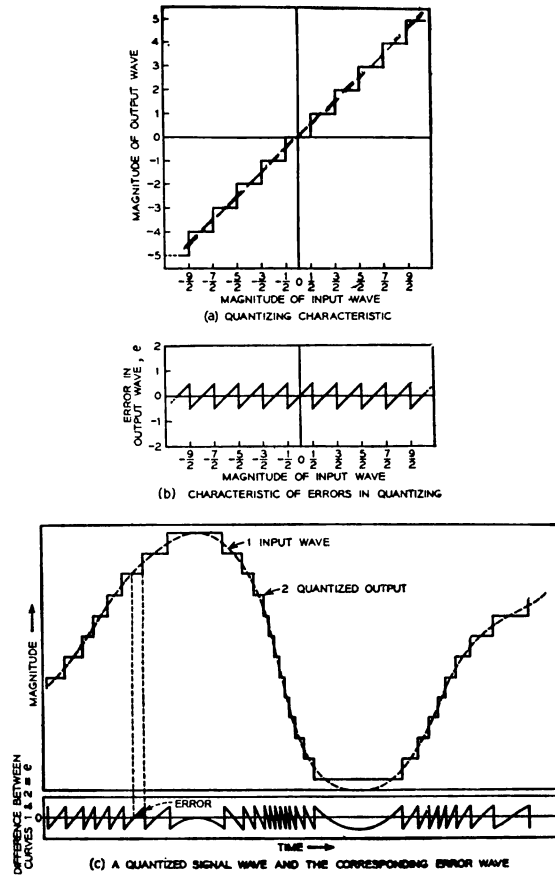 MAGNITUDE OF OUTPUT WAVE
5
4
3
2
1
0
-1
-2
-3
-4
-5
-9/2 -7/2 -5/2 -3/2 -1/2 0 1/2 3/2 5/2 7/2 9/2
MAGNITUDE OF INPUT WAVE
(a) QUANTIZING CHARACTERISTIC
ERROR IN
OUTPUT WAVE, e
2
1
0
-1
-2
-9/2 -7/2 -5/2 -3/2 -1/2 0 1/2 3/2 5/2 7/2 9/2
MAGNITUDE OF INPUT WAVE
(b) CHARACTERISTIC OF ERRORS IN QUANTIZING
MAGNITUDE
1 INPUT WAVE
2 QUANTIZED OUTPUT
DIFFERENCE BETWEEN
CURVES 1 & 2 = e
0
ERROR
TIME
(c) A QUANTIZED SIGNAL WAVE AND THE CORRESPONDING ERROR WAVE